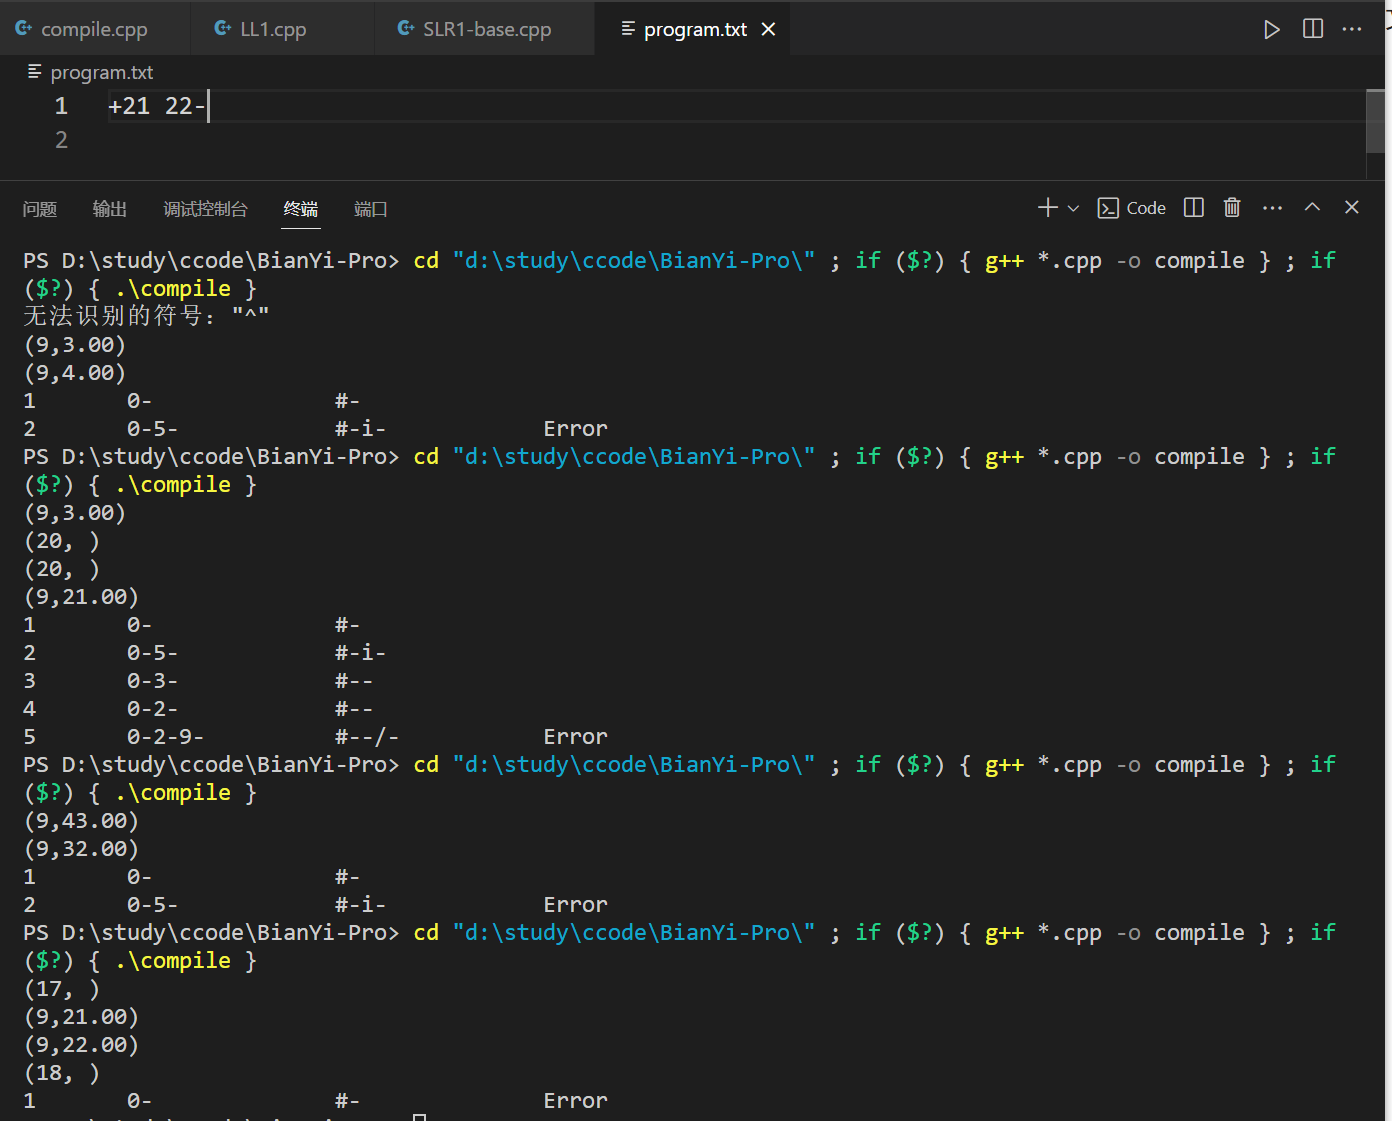 compile.cpp LL1.cpp SLR1-base.cpp program.txt
program.txt
1 +21 22-
2
问题 输出 调试控制台 终端 端口 Code
PS D:\study\ccode\BianYi-Pro> cd "d:\study\ccode\BianYi-Pro\" ; if ($?) { g++ *.cpp -o compile } ; if
($?) { .\compile }
无法识别的符号："^"
(9,3.00)
(9,4.00)
1 0- #-
2 0-5- #-i- Error
PS D:\study\ccode\BianYi-Pro> cd "d:\study\ccode\BianYi-Pro\" ; if ($?) { g++ *.cpp -o compile } ; if
($?) { .\compile }
(9,3.00)
(20, )
(20, )
(9,21.00)
1 0- #-
2 0-5- #-i-
3 0-3- #--
4 0-2- #--
5 0-2-9- #--/- Error
PS D:\study\ccode\BianYi-Pro> cd "d:\study\ccode\BianYi-Pro\" ; if ($?) { g++ *.cpp -o compile } ; if
($?) { .\compile }
(9,43.00)
(9,32.00)
1 0- #-
2 0-5- #-i- Error
PS D:\study\ccode\BianYi-Pro> cd "d:\study\ccode\BianYi-Pro\" ; if ($?) { g++ *.cpp -o compile } ; if
($?) { .\compile }
(17, )
(9,21.00)
(9,22.00)
(18, )
1 0- #- Error